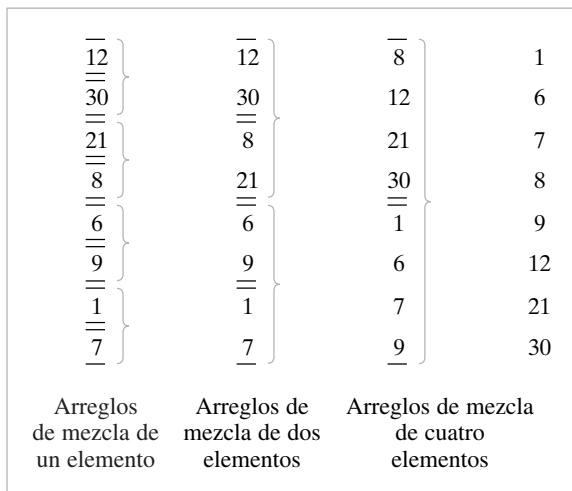 12 12 8 1
30 30 12 6
21 8 21 7
8 21 30 8
6 6 1 9
9 9 6 12
1 1 7 21
7 7 9 30
Arreglos
de mezcla de
un elemento
Arreglos de
mezcla de dos
elementos
Arreglos de mezcla
de cuatro
elementos